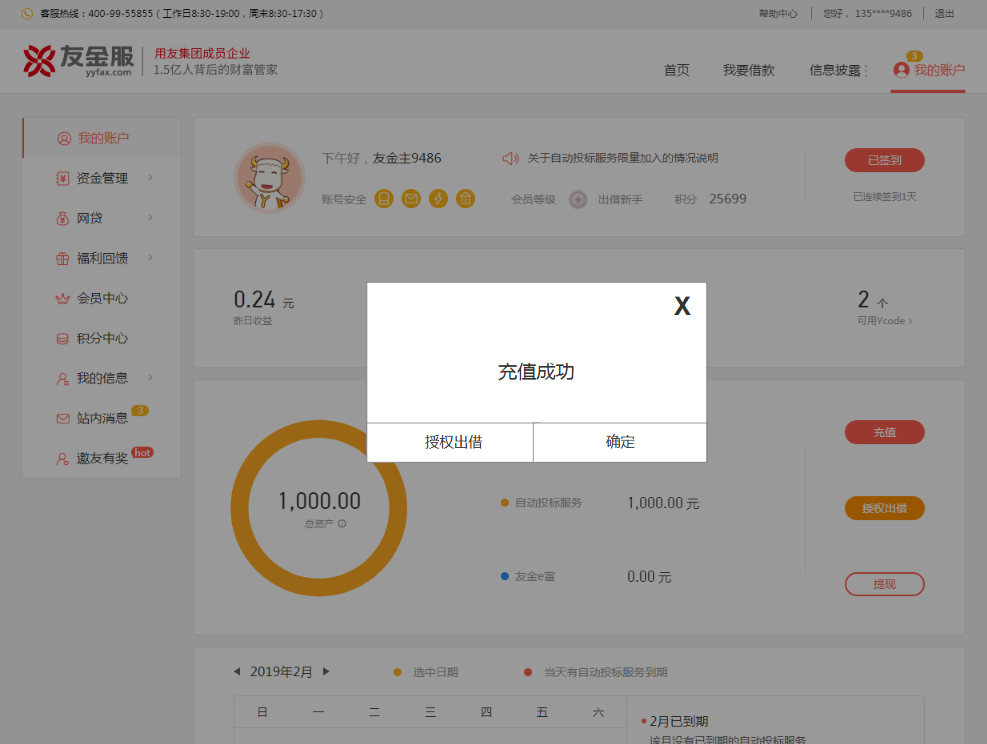 客服热线：400-99-55855（工作日8:30-19:00，周末8:30-17:30）
帮助中心 您好， 135****9486 退出
友金服
yyfax.com
用友集团成员企业
1.5亿人背后的财富管家
首页 我要借款 信息披露 我的账户 3
我的账户
资金管理
网贷
福利回馈
会员中心
积分中心
我的信息
站内消息 3
邀友有奖 hot
下午好， 友金主9486
账号安全
关于自动投标服务限量加入的情况说明
会员等级 出借新手 积分 25699
已签到
已连续签到1天
0.24 元
昨日收益
2 个
可用Ycode
X
充值成功
授权出借 确定
1,000.00
总资产
自动投标服务 1,000.00 元
友金e富 0.00 元
充值
授权出借
提现
2019年2月 选中日期 当天有自动投标服务到期
日 一 二 三 四 五 六
2月已到期
该月没有已到期的自动投标服务